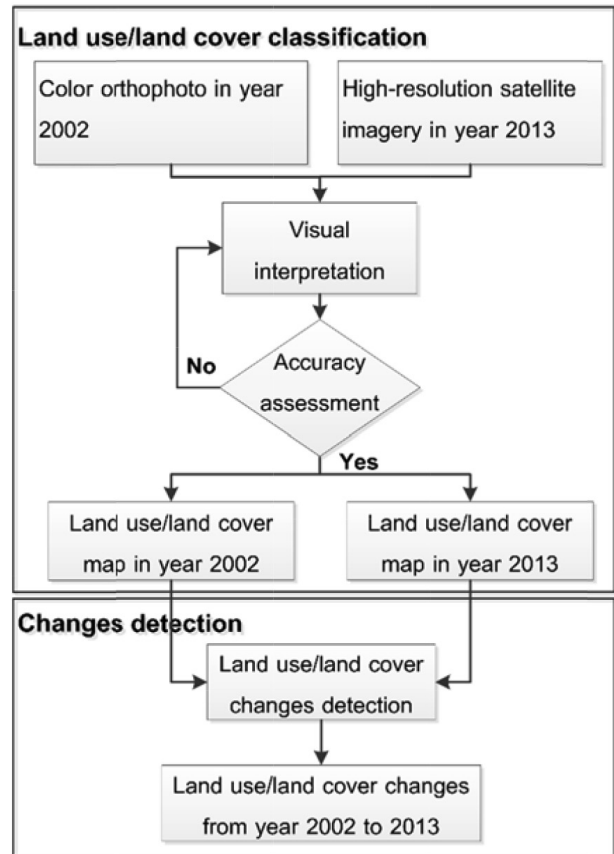 Land use/land cover classification
Color orthophoto in year
2002
High-resolution satellite
imagery in year 2013
Visual
interpretation
No
Accuracy
assessment
Yes
Land use/land cover
map in year 2002
Land use/land cover
map in year 2013
Changes detection
Land use/land cover
changes detection
Land use/land cover changes
from year 2002 to 2013